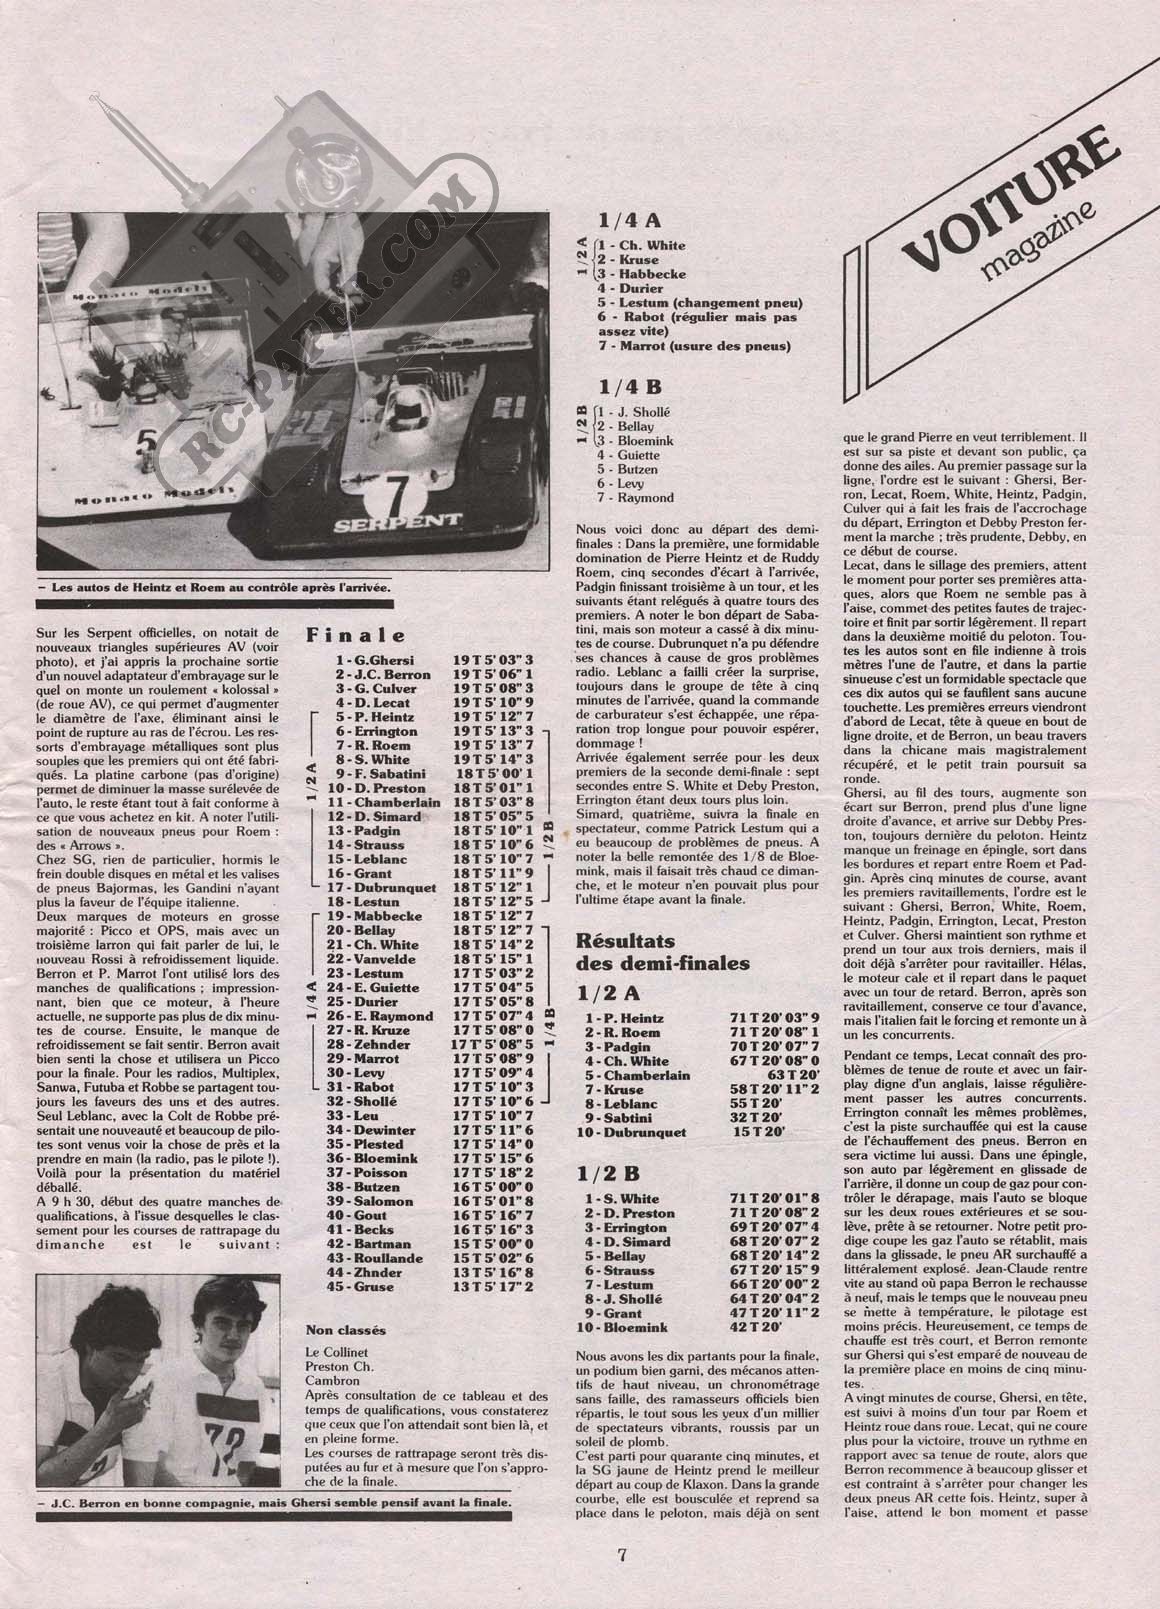 VOITURE
magazine
RC-PAPER.COM
Monaco Models
5
Monaco Models
7
SERPENT
– Les autos de Heintz et Roem au contrôle après l'arrivée.
Sur les Serpent officielles, on notait de
nouveaux triangles supérieures AV (voir
photo), et j'ai appris la prochaine sortie
d'un nouvel adaptateur d'embrayage sur le
quel on monte un roulement « kolossal »
(de roue AV), ce qui permet d'augmenter
le diamètre de l'axe, éliminant ainsi le
point de rupture au ras de l'écrou. Les res-
sorts d'embrayage métalliques sont plus
souples que les premiers qui ont été fabri-
qués. La platine carbone (pas d'origine)
permet de diminuer la masse surélevée de
l'auto, le reste étant tout à fait conforme à
ce que vous achetez en kit. A noter l'utili-
sation de nouveaux pneus pour Roem :
des « Arrows ».
Chez SG, rien de particulier, hormis le
frein double disques en métal et les valises
de pneus Bajormas, les Gandini n'ayant
plus la faveur de l'équipe italienne.
Deux marques de moteurs en grosse
majorité : Picco et OPS, mais avec un
troisième larron qui fait parler de lui, le
nouveau Rossi à refroidissement liquide.
Berron et P. Marrot l'ont utilisé lors des
manches de qualifications ; impression-
nant, bien que ce moteur, à l'heure
actuelle, ne supporte pas plus de dix minu-
tes de course. Ensuite, le manque de
refroidissement se fait sentir. Berron avait
bien senti la chose et utilisera un Picco
pour la finale. Pour les radios, Multiplex,
Sanwa, Futuba et Robbe se partagent tou-
jours les faveurs des uns et des autres.
Seul Leblanc, avec la Colt de Robbe pré-
sentait une nouveauté et beaucoup de pilo-
tes sont venus voir la chose de près et la
prendre en main (la radio, pas le pilote !).
Voilà pour la présentation du matériel
déballé.
A 9 h 30, début des quatre manches de
qualifications, à l'issue desquelles le clas-
sement pour les courses de rattrapage du
dimanche est le suivant :
– J.C. Berron en bonne compagnie, mais Ghersi semble pensif avant la finale.
Finale
1 - G.Ghersi 19 T 5' 03" 3
2 - J.C. Berron 19 T 5' 06" 1
3 - G. Culver 19 T 5' 08" 3
4 - D. Lecat 19 T 5' 10" 9
5 - P. Heintz 19 T 5' 12" 7
6 - Errington 19 T 5' 13" 3
7 - R. Roem 19 T 5' 13" 7
8 - S. White 19 T 5' 14" 3
9 - F. Sabatini 18 T 5' 00' 1
10 - D. Preston 18 T 5' 01" 1
11 - Chamberlain 18 T 5' 03" 8
12 - D. Simard 18 T 5' 05" 5
13 - Padgin 18 T 5' 10" 1
14 - Strauss 18 T 5' 10" 6
15 - Leblanc 18 T 5' 10" 7
16 - Grant 18 T 5' 11" 9
17 - Dubrunquet 18 T 5' 12" 1
18 - Lestun 18 T 5' 12" 5
19 - Mabbecke 18 T 5' 12" 7
20 - Bellay 18 T 5' 12" 7
21 - Ch. White 18 T 5' 14" 2
22 - Vanvelde 18 T 5' 15" 1
23 - Lestum 17 T 5' 03" 2
24 - E. Guiette 17 T 5' 04" 5
25 - Durier 17 T 5' 05" 8
26 - E. Raymond 17 T 5' 07" 4
27 - R. Kruze 17 T 5' 08" 0
28 - Zehnder 17 T' 5' 08" 5
29 - Marrot 17 T 5' 08" 9
30 - Levy 17 T 5' 09" 4
31 - Rabot 17 T 5' 10" 3
32 - Shollé 17 T 5' 10" 6
33 - Leu 17 T 5' 10" 7
34 - Dewinter 17 T 5' 11" 6
35 - Plested 17 T 5' 14" 0
36 - Bloemink 17 T 5' 15" 6
37 - Poisson 17 T 5' 18" 2
38 - Butzen 16 T 5' 00" 0
39 - Salomon 16 T 5' 01" 8
40 - Gout 16 T 5' 16" 7
41 - Becks 16 T 5' 16" 3
42 - Bartman 15 T 5' 00" 0
43 - Roullande 15 T 5' 02" 6
44 - Zhnder 13 T 5' 16" 8
45 - Gruse 13 T 5' 17" 2
1/2 A
1/2 B
1/4 A
1/4 B
Non classés
Le Collinet
Preston Ch.
Cambron
Après consultation de ce tableau et des
temps de qualifications, vous constaterez
que ceux que l'on attendait sont bien là, et
en pleine forme.
Les courses de rattrapage seront très dis-
putées au fur et à mesure que l'on s'appro-
che de la finale.
1/4 A
1/2 A
1 - Ch. White
2 - Kruse
3 - Habbecke
4 - Durier
5 - Lestum (changement pneu)
6 - Rabot (régulier mais pas
assez vite)
7 - Marrot (usure des pneus)
1/4 B
1/2 B
1 - J. Shollé
2 - Bellay
3 - Bloemink
4 - Guiette
5 - Butzen
6 - Levy
7 - Raymond
Nous voici donc au départ des demi-
finales : Dans la première, une formidable
domination de Pierre Heintz et de Ruddy
Roem, cinq secondes d'écart à l'arrivée,
Padgin finissant troisième à un tour, et les
suivants étant relégués à quatre tours des
premiers. A noter le bon départ de Saba-
tini, mais son moteur a cassé à dix minu-
tes de course. Dubrunquet n'a pu défendre
ses chances à cause de gros problèmes
radio. Leblanc a failli créer la surprise,
toujours dans le groupe de tête à cinq
minutes de l'arrivée, quand la commande
de carburateur s'est échappée, une répa-
ration trop longue pour pouvoir espérer,
dommage !
Arrivée également serrée pour les deux
premiers de la seconde demi-finale : sept
secondes entre S. White et Deby Preston,
Errington étant deux tours plus loin.
Simard, quatrième, suivra la finale en
spectateur, comme Patrick Lestum qui a
eu beaucoup de problèmes de pneus. A
noter la belle remontée des 1/8 de Bloe-
mink, mais il faisait très chaud ce diman-
che, et le moteur n'en pouvait plus pour
l'ultime étape avant la finale.
Résultats
des demi-finales
1/2 A
1 - P. Heintz 71 T 20' 03" 9
2 - R. Roem 71 T 20' 08" 1
3 - Padgin 70 T 20' 07" 7
4 - Ch. White 67 T 20' 08" 0
5 - Chamberlain 63 T 20'
7 - Kruse 58 T 20' 11" 2
8 - Leblanc 55 T 20'
9 - Sabtini 32 T 20'
10 - Dubrunquet 15 T 20'
1/2 B
1 - S. White 71 T 20' 01" 8
2 - D. Preston 71 T 20' 08" 2
3 - Errington 69 T 20' 07" 4
4 - D. Simard 68 T 20' 07" 2
5 - Bellay 68 T 20' 14" 2
6 - Strauss 67 T 20' 15" 9
7 - Lestum 66 T 20' 00" 2
8 - J. Shollé 64 T 20' 04" 2
9 - Grant 47 T 20' 11" 2
10 - Bloemink 42 T 20'
Nous avons les dix partants pour la finale,
un podium bien garni, des mécanos atten-
tifs de haut niveau, un chronométrage
sans faille, des ramasseurs officiels bien
répartis, le tout sous les yeux d'un millier
de spectateurs vibrants, roussis par un
soleil de plomb.
C'est parti pour quarante cinq minutes, et
la SG jaune de Heintz prend le meilleur
départ au coup de Klaxon. Dans la grande
courbe, elle est bousculée et reprend sa
place dans le peloton, mais déjà on sent
que le grand Pierre en veut terriblement. Il
est sur sa piste et devant son public, ça
donne des ailes. Au premier passage sur la
ligne, l'ordre est le suivant : Ghersi, Ber-
ron, Lecat, Roem, White, Heintz, Padgin,
Culver qui a fait les frais de l'accrochage
du départ, Errington et Debby Preston fer-
ment la marche ; très prudente, Debby, en
ce début de course.
Lecat, dans le sillage des premiers, attent
le moment pour porter ses premières atta-
ques, alors que Roem ne semble pas à
l'aise, commet des petites fautes de trajec-
toire et finit par sortir légèrement. Il repart
dans la deuxième moitié du peloton. Tou-
tes les autos sont en file indienne à trois
mètres l'une de l'autre, et dans la partie
sinueuse c'est un formidable spectacle que
ces dix autos qui se faufilent sans aucune
touchette. Les premières erreurs viendront
d'abord de Lecat, tête à queue en bout de
ligne droite, et de Berron, un beau travers
dans la chicane mais magistralement
récupéré, et le petit train poursuit sa
ronde.
Ghersi, au fil des tours, augmente son
écart sur Berron, prend plus d'une ligne
droite d'avance, et arrive sur Debby Pres-
ton, toujours dernière du peloton. Heintz
manque un freinage en épingle, sort dans
les bordures et repart entre Roem et Pad-
gin. Après cinq minutes de course, avant
les premiers ravitaillements, l'ordre est le
suivant : Ghersi, Berron, White, Roem,
Heintz, Padgin, Errington, Lecat, Preston
et Culver. Ghersi maintient son rythme et
prend un tour aux trois derniers, mais il
doit déjà s'arrêter pour ravitailler. Hélas,
le moteur cale et il repart dans le paquet
avec un tour de retard. Berron, après son
ravitaillement, conserve ce tour d'avance,
mais l'italien fait le forcing et remonte un à
un les concurrents.
Pendant ce temps, Lecat connaît des pro-
blèmes de tenue de route et avec un fair-
play digne d'un anglais, laisse régulière-
ment passer les autres concurrents.
Errington connaît les mêmes problèmes,
c'est la piste surchauffée qui est la cause
de l'échauffement des pneus. Berron en
sera victime lui aussi. Dans une épingle,
son auto par légèrement en glissade de
l'arrière, il donne un coup de gaz pour con-
trôler le dérapage, mais l'auto se bloque
sur les deux roues extérieures et se sou-
lève, prête à se retourner. Notre petit pro-
dige coupe les gaz l'auto se rétablit, mais
dans la glissade, le pneu AR surchauffé a
littéralement explosé. Jean-Claude rentre
vite au stand où papa Berron le rechausse
à neuf, mais le temps que le nouveau pneu
se mette à température, le pilotage est
moins précis. Heureusement, ce temps de
chauffe est très court, et Berron remonte
sur Ghersi qui s'est emparé de nouveau de
la première place en moins de cinq minu-
tes.
A vingt minutes de course, Ghersi, en tête,
est suivi à moins d'un tour par Roem et
Heintz roue dans roue. Lecat, qui ne coure
plus pour la victoire, trouve un rythme en
rapport avec sa tenue de route, alors que
Berron recommence à beaucoup glisser et
est contraint à s'arrêter pour changer les
deux pneus AR cette fois. Heintz, super à
l'aise, attend le bon moment et passe
7